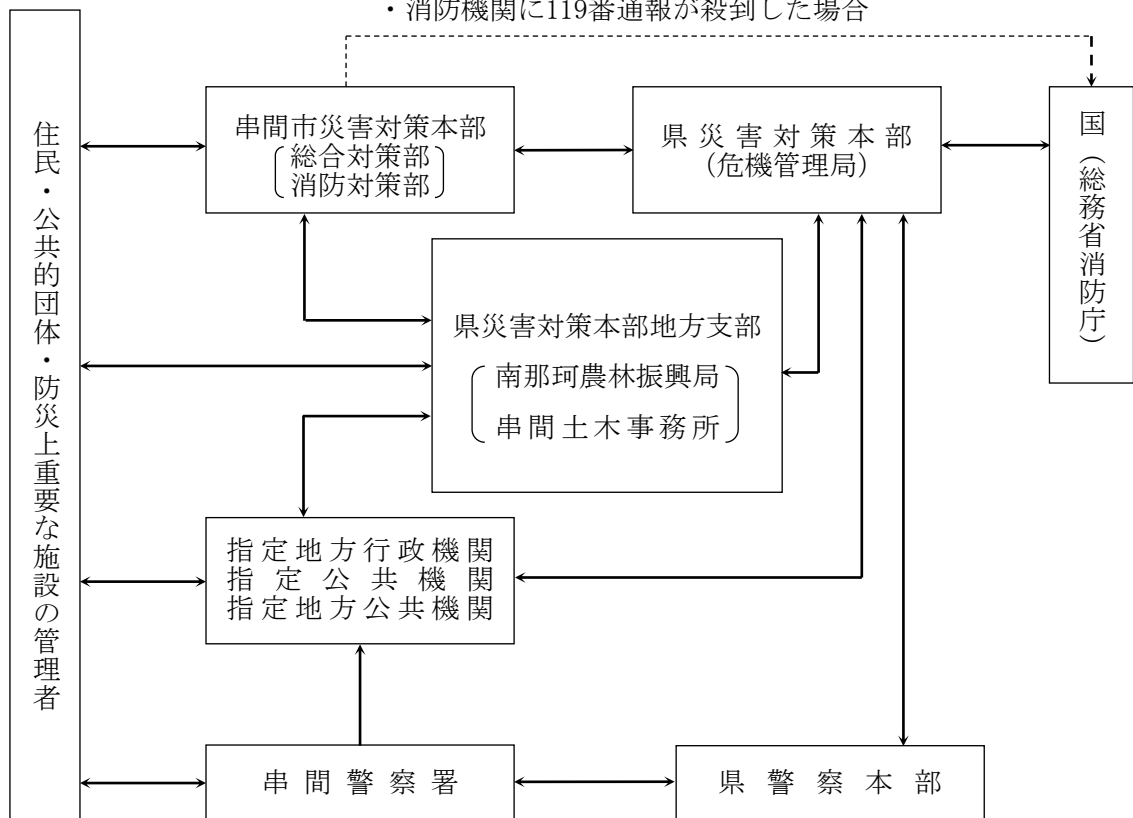 ・消防機関に119番通報が殺到した場合
住民・公共的団体・防災上重要な施設の管理者
串間市災害対策本部
総合対策部
消防対策部
県災害対策本部
(危機管理局)
国(総務省消防庁)
県災害対策本部地方支部
南那珂農林振興局
串間土木事務所
指定地方行政機関
指定公共機関
指定地方公共機関
串間警察署
県警察本部